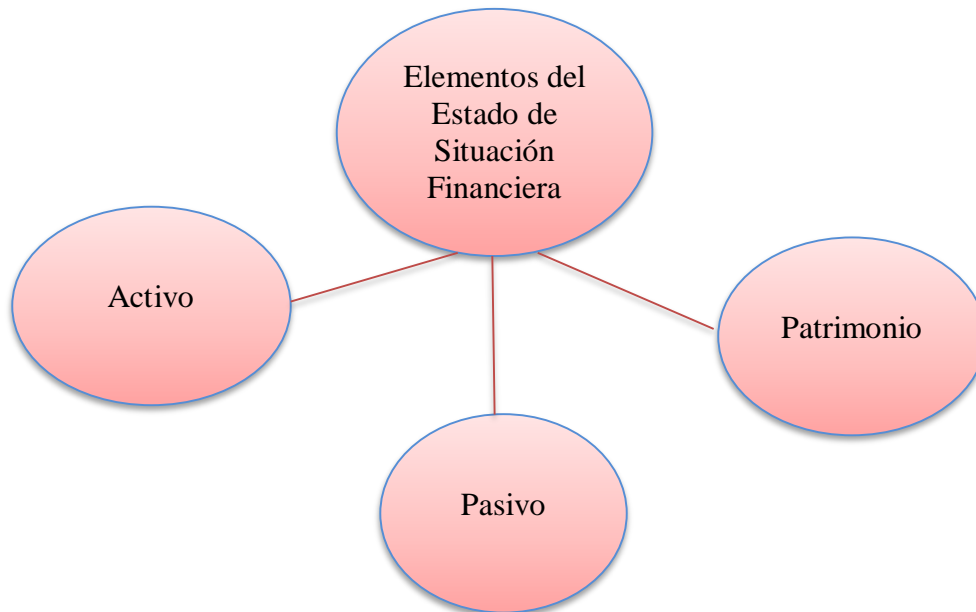 Elementos del
Estado de
Situación
Financiera
Activo
Patrimonio
Pasivo